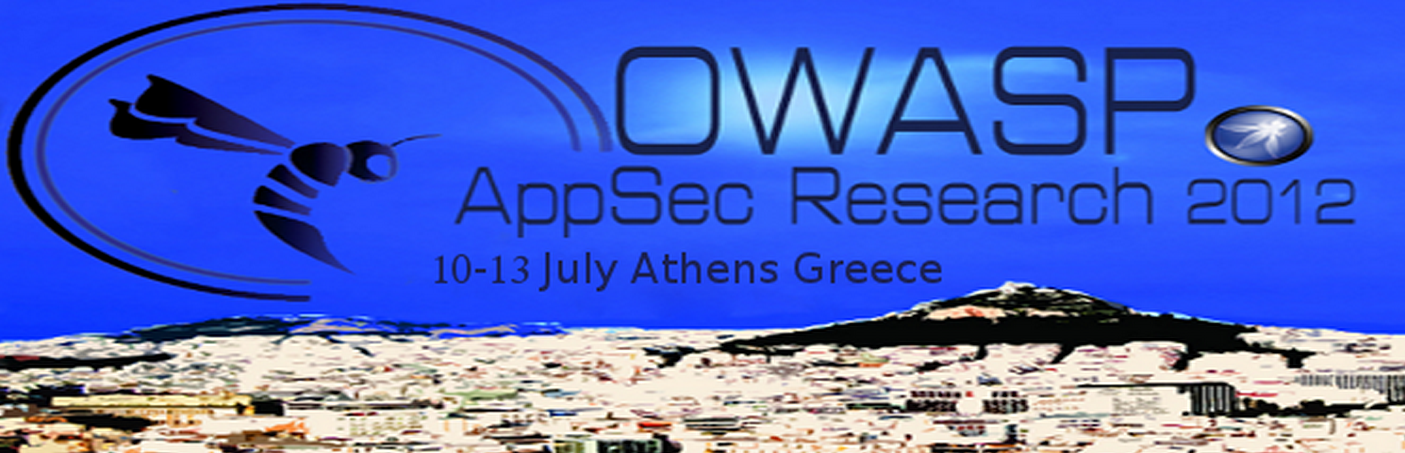 OWASP
AppSec Research 2012
10-13 July Athens Greece